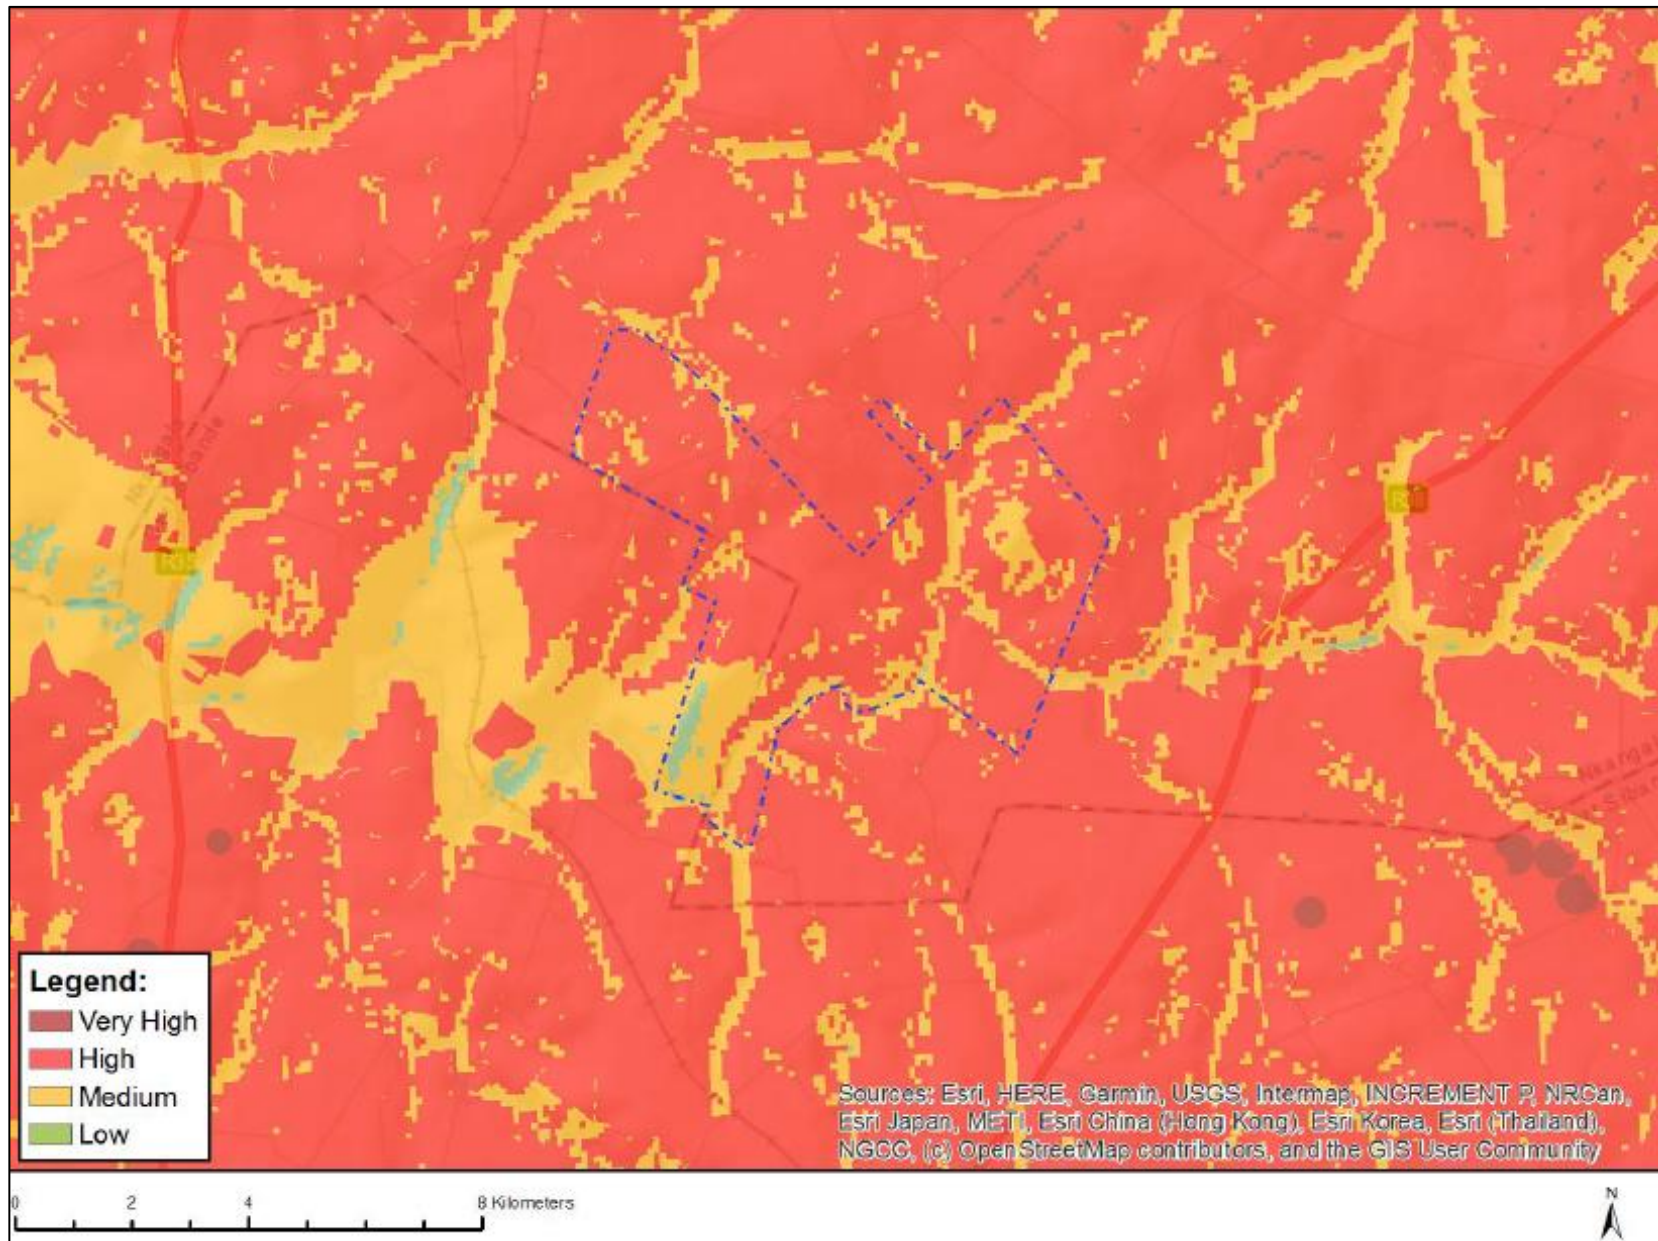 R35
Legend:
Very High
High
Medium
Low
Sources: Esri, HERE, Garmin, USGS, Intermap, INCREMENT P, NRCan,
Esri Japan, METI, Esri China (Hong Kong), Esri Korea, Esri (Thailand),
NGCC, (c) OpenStreetMap contributors, and the GIS User Community
0 2 4 8 Kilometers
N